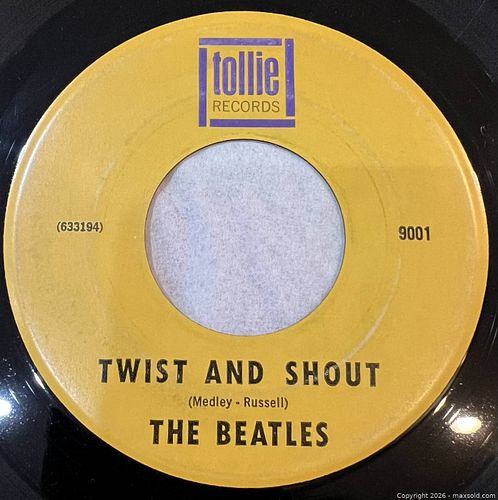 tollie
RECORDS
(633194)
9001
TWIST AND SHOUT
(Medley - Russell)
THE BEATLES
Copyright 2026 - maxsold.com